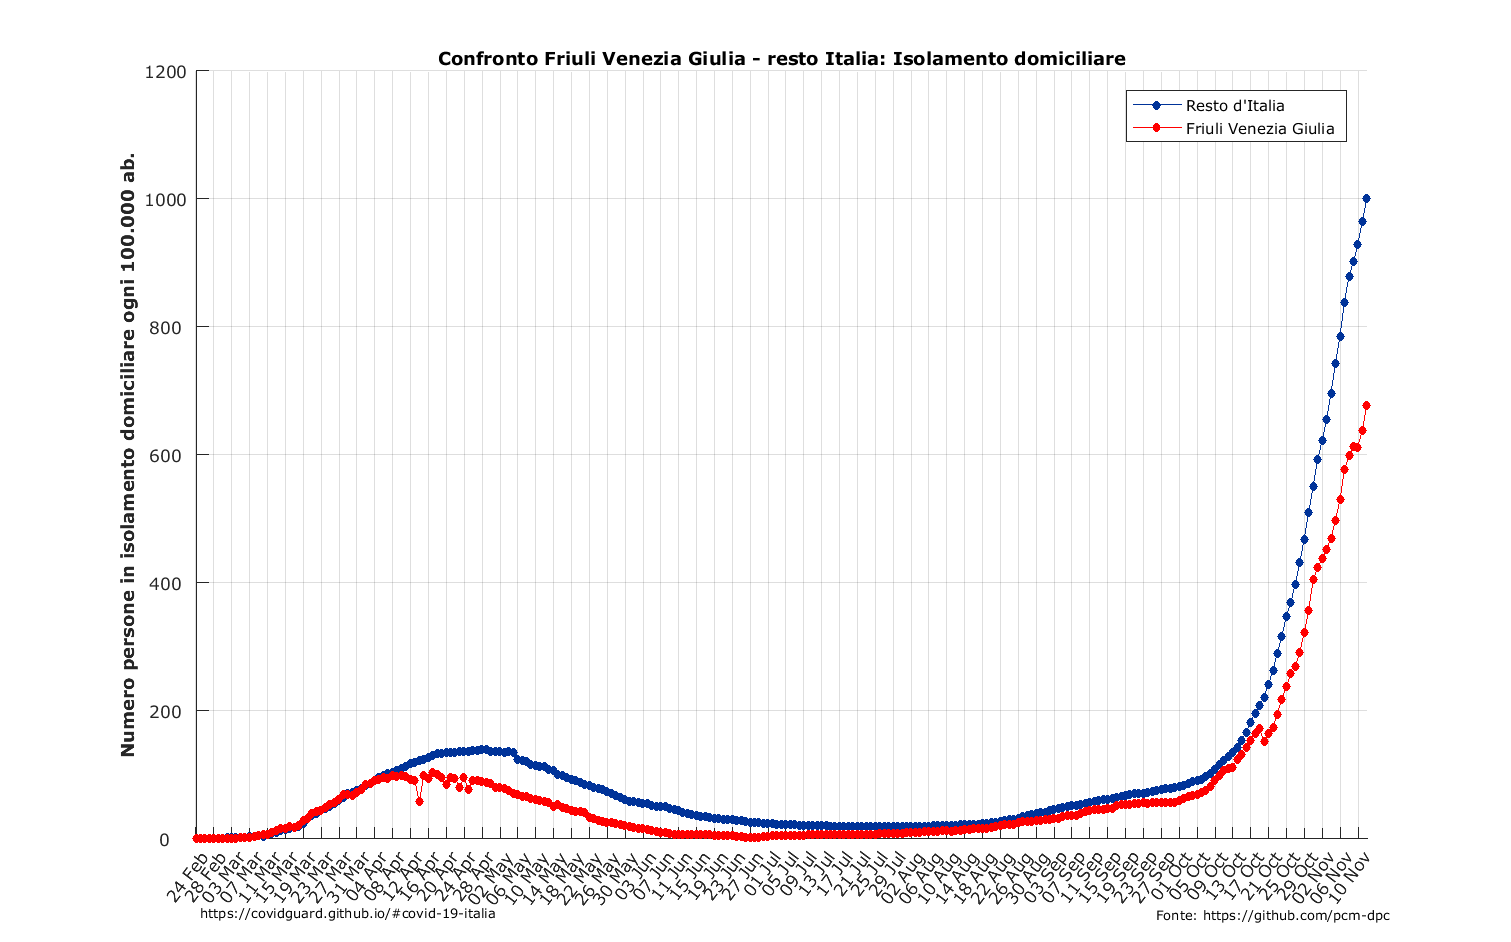 Confronto Friuli Venezia Giulia - resto Italia: Isolamento domiciliare
Resto d'Italia
Friuli Venezia Giulia
Numero persone in isolamento domiciliare ogni 100.000 ab.
1200
1000
800
600
400
200
0
24 Feb
28 Feb
03 Mar
07 Mar
11 Mar
15 Mar
19 Mar
23 Mar
27 Mar
31 Mar
04 Apr
08 Apr
12 Apr
16 Apr
20 Apr
24 Apr
28 Apr
02 May
06 May
10 May
14 May
18 May
22 May
26 May
30 May
03 Jun
07 Jun
11 Jun
15 Jun
19 Jun
23 Jun
27 Jun
01 Jul
05 Jul
09 Jul
13 Jul
17 Jul
21 Jul
25 Jul
29 Jul
02 Aug
06 Aug
10 Aug
14 Aug
18 Aug
22 Aug
26 Aug
30 Aug
03 Sep
07 Sep
11 Sep
15 Sep
19 Sep
23 Sep
27 Sep
01 Oct
05 Oct
09 Oct
13 Oct
17 Oct
21 Oct
25 Oct
29 Oct
02 Nov
06 Nov
10 Nov
https://covidguard.github.io/#covid-19-italia
Fonte: https://github.com/pcm-dpc